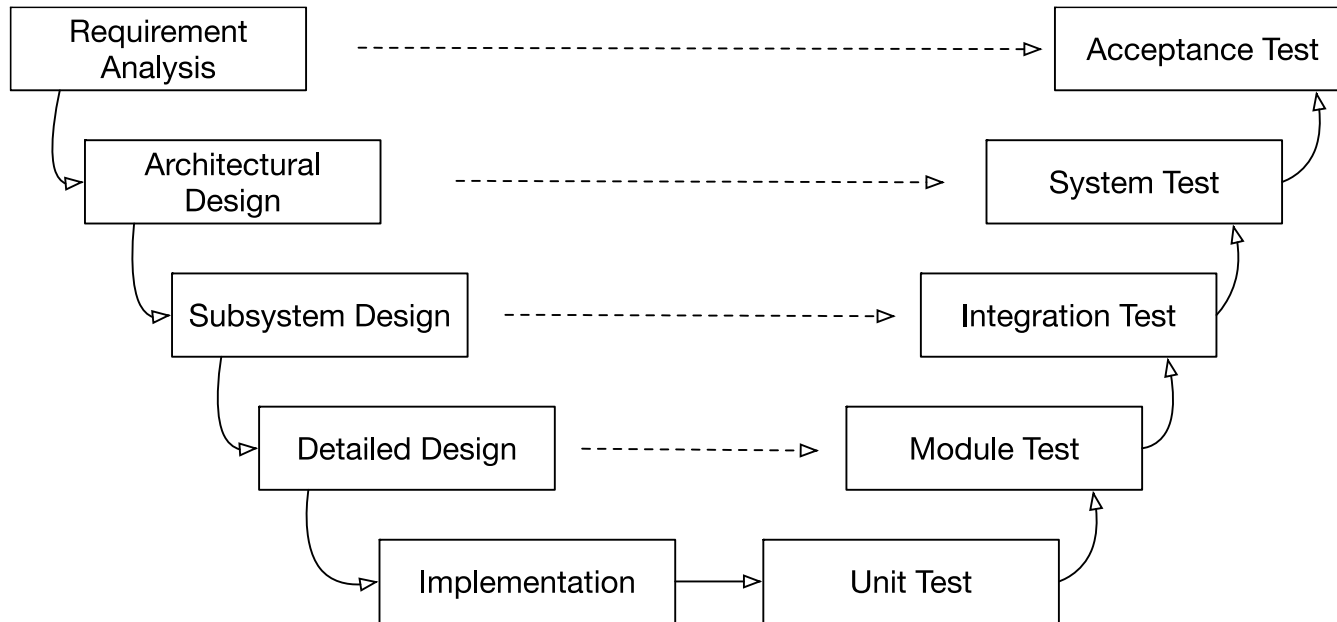 Requirement
Analysis
Acceptance Test
Architectural
Design
System Test
Subsystem Design
Integration Test
Detailed Design
Module Test
Implementation
Unit Test